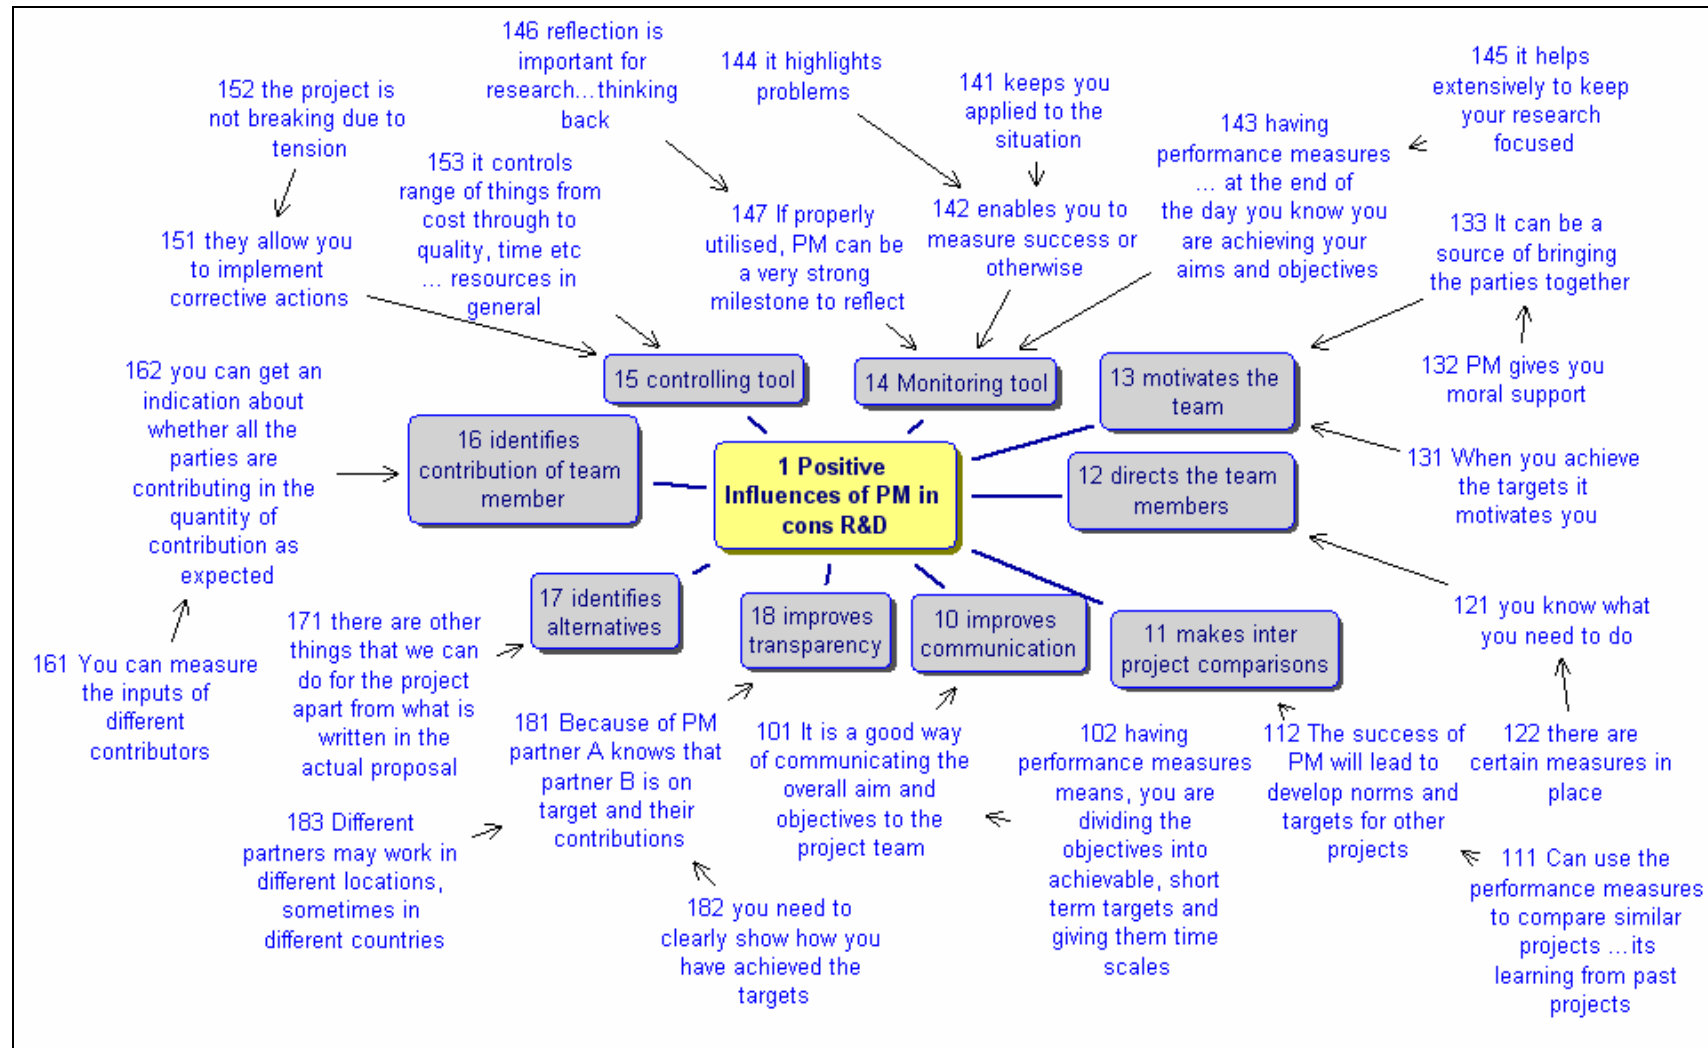 146 reflection is
important for
research...thinking
back
144 it highlights
problems
141 keeps you
applied to the
situation
145 it helps
extensively to keep
your research
focused
152 the project is
not breaking due to
tension
153 it controls
range of things from
cost through to
quality, time etc
... resources in
general
143 having
performance measures
... at the end of
the day you know you
are achieving your
aims and objectives
151 they allow you
to implement
corrective actions
147 If properly
utilised, PM can be
a very strong
milestone to reflect
142 enables you to
measure success or
otherwise
133 It can be a
source of bringing
the parties together
132 PM gives you
moral support
15 controlling tool
14 Monitoring tool
13 motivates the
team
162 you can get an
indication about
whether all the
parties are
contributing in the
quantity of
contribution as
expected
16 identifies
contribution of team
member
1 Positive
Influences of PM in
cons R&D
12 directs the team
members
131 When you achieve
the targets it
motivates you
17 identifies
alternatives
18 improves
transparency
10 improves
communication
11 makes inter
project comparisons
121 you know what
you need to do
161 You can measure
the inputs of
different
contributors
171 there are other
things that we can
do for the project
apart from what is
written in the
actual proposal
181 Because of PM
partner A knows that
partner B is on
target and their
contributions
101 It is a good way
of communicating the
overall aim and
objectives to the
project team
102 having
performance measures
means, you are
dividing the
objectives into
achievable, short
term targets and
giving them time
scales
112 The success of
PM will lead to
develop norms and
targets for other
projects
122 there are
certain measures in
place
183 Different
partners may work in
different locations,
sometimes in
different countries
182 you need to
clearly show how you
have achieved the
targets
111 Can use the
performance measures
to compare similar
projects ...its
learning from past
projects